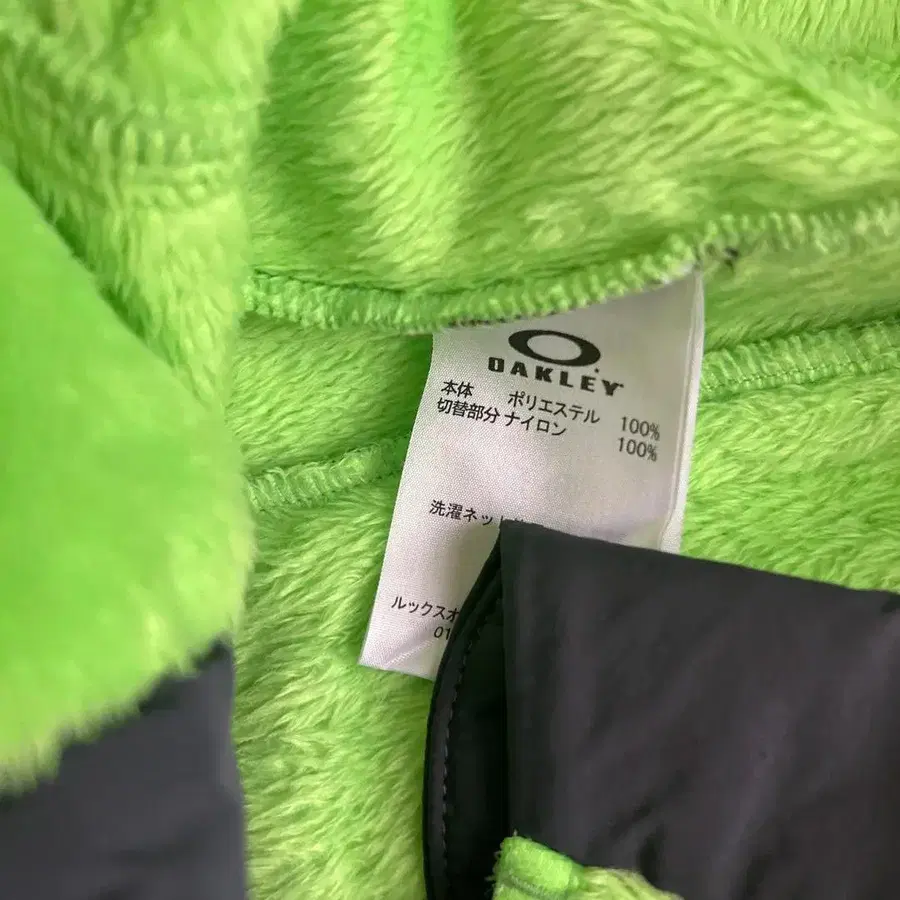 OAKLEY
本体 ポリエステル 100%
切替部分 ナイロン 100%
洗濯ネット
ルックスオ
01